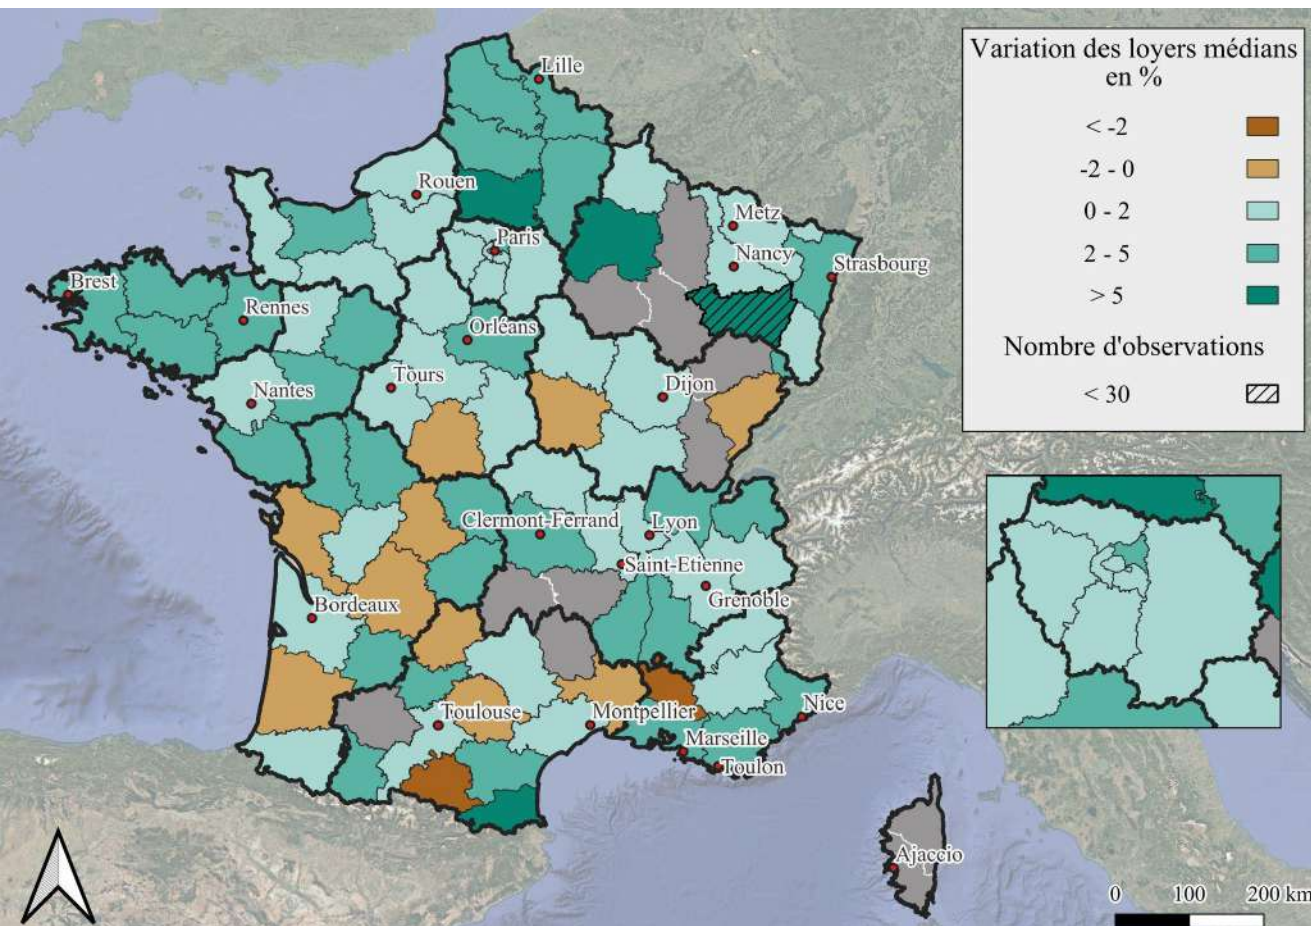 Variation des loyers médians
en %
< -2
-2 - 0
0 - 2
2 - 5
> 5
Nombre d'observations
< 30
Lille
Rouen
Metz
Paris
Nancy
Strasbourg
Brest
Rennes
Orléans
Tours
Nantes
Dijon
Clermont-Ferrand
Lyon
Saint-Etienne
Grenoble
Bordeaux
Toulouse
Montpellier
Nice
Marseille
Toulon
Ajaccio
0 100 200 km